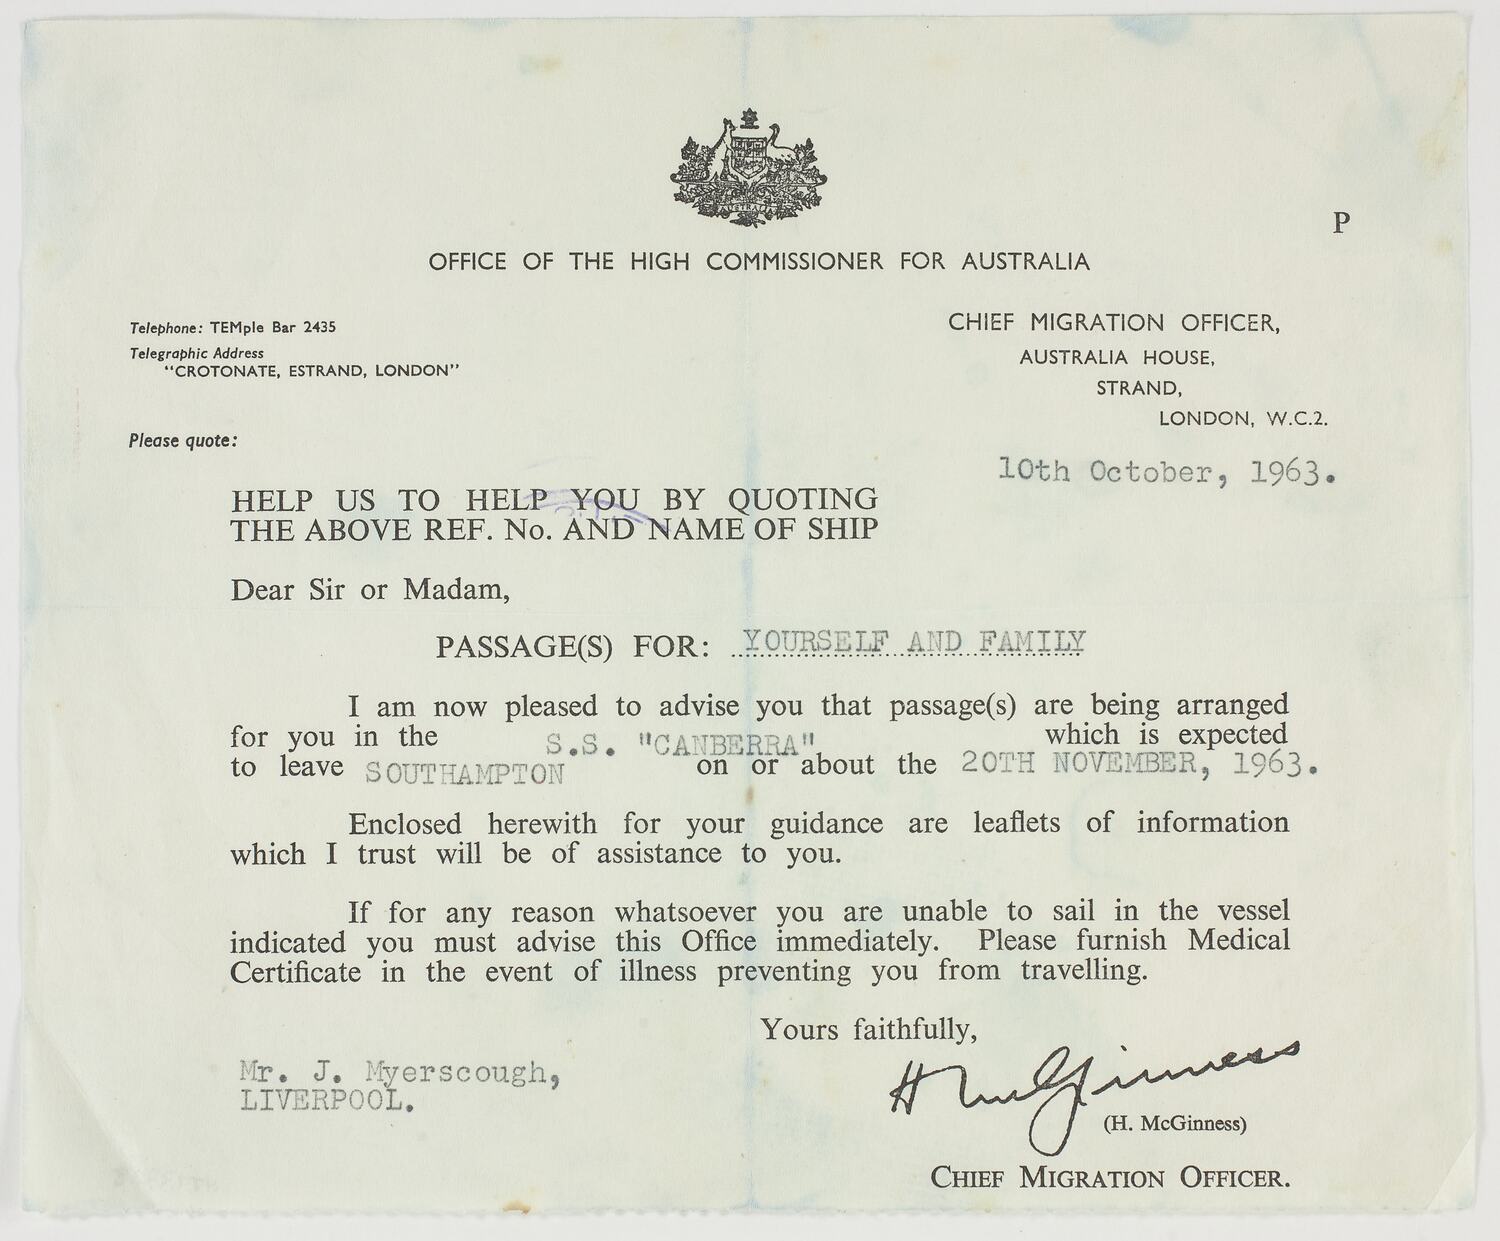 AUSTRALIA
P
OFFICE OF THE HIGH COMMISSIONER FOR AUSTRALIA
Telephone: TEMple Bar 2435
Telegraphic Address
"CROTONATE, ESTRAND, LONDON"
CHIEF MIGRATION OFFICER,
AUSTRALIA HOUSE,
STRAND,
LONDON, W.C.2.
Please quote:
10th October, 1963.
HELP US TO HELP YOU BY QUOTING
THE ABOVE REF. No. AND NAME OF SHIP
Dear Sir or Madam,
PASSAGE(S) FOR: YOURSELF AND FAMILY
I am now pleased to advise you that passage(s) are being arranged
for you in the S.S. "CANBERRA" which is expected
to leave SOUTHAMPTON on or about the 20TH NOVEMBER, 1963.
Enclosed herewith for your guidance are leaflets of information
which I trust will be of assistance to you.
If for any reason whatsoever you are unable to sail in the vessel
indicated you must advise this Office immediately. Please furnish Medical
Certificate in the event of illness preventing you from travelling.
Yours faithfully,
Mr. J. Myerscough,
LIVERPOOL.
H McGinness
(H. McGinness)
CHIEF MIGRATION OFFICER.